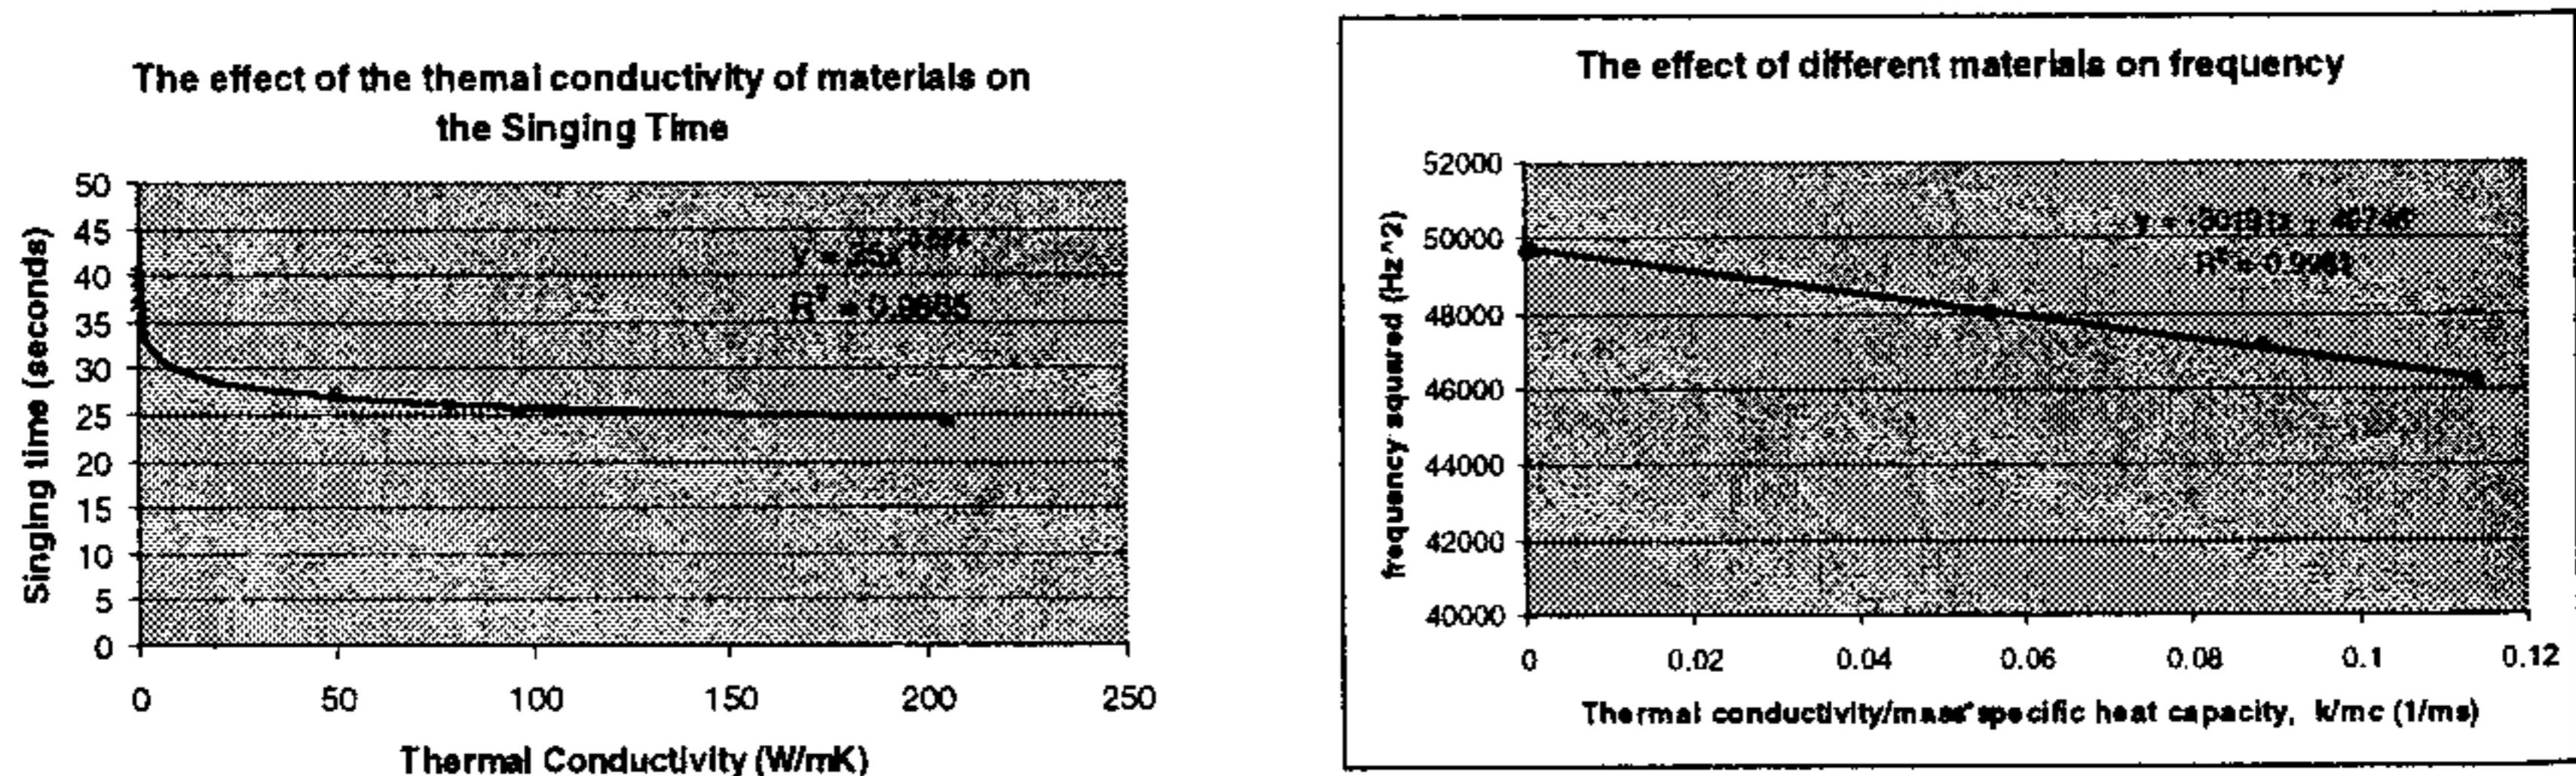 The effect of the themal conductivity of materials on
the Singing Time
50
45
40
35
30
25
20
15
10
5
0
Singing time (seconds)
0 50 100 150 200 250
Thermal Conductivity (W/mK)
The effect of different materials on frequency
52000
50000
48000
46000
44000
42000
40000
frequency squared (Hz^2)
0 0.02 0.04 0.06 0.08 0.1 0.12
Thermal conductivity/mass*specific heat capacity, k/mc (1/ms)